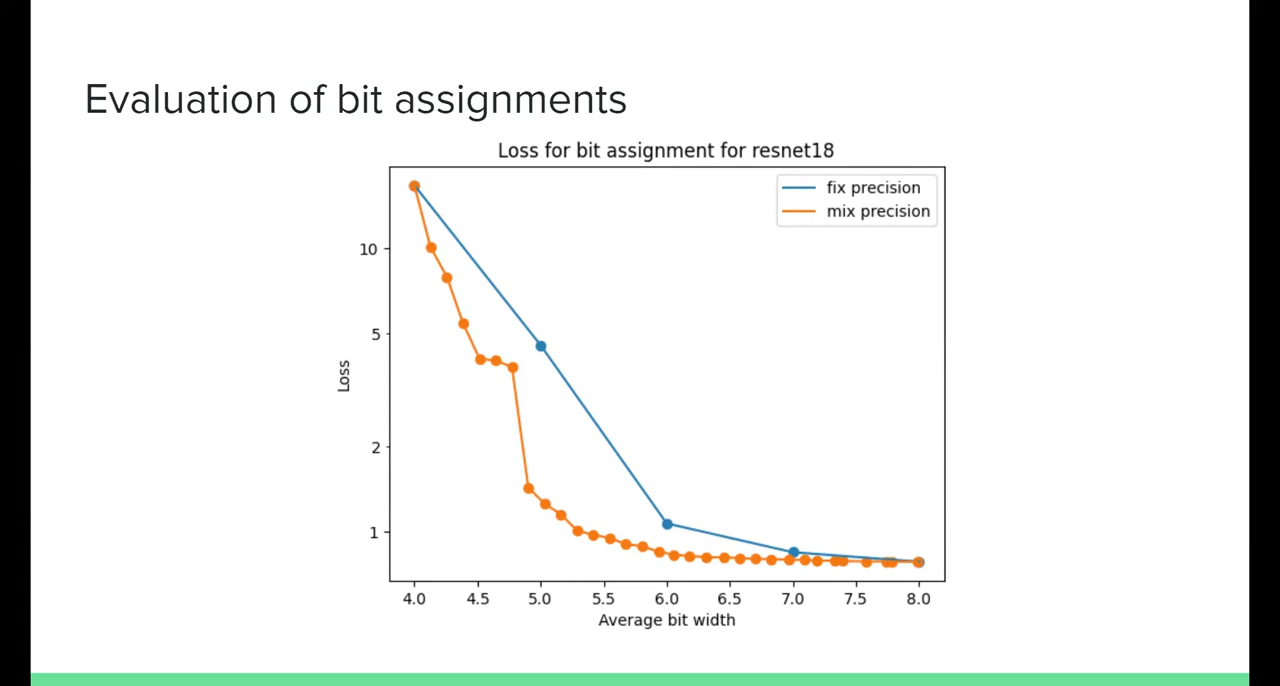 Evaluation of bit assignments
Loss for bit assignment for resnet18
fix precision
mix precision
10
5
2
1
Loss
4.0 4.5 5.0 5.5 6.0 6.5 7.0 7.5 8.0
Average bit width